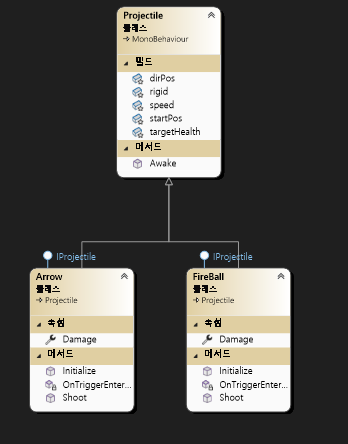 Projectile
클래스
→ MonoBehaviour
필드
dirPos
rigid
speed
startPos
targetHealth
메서드
Awake
IProjectile
Arrow
클래스
→ Projectile
속성
Damage
메서드
Initialize
OnTriggerEnter...
Shoot
IProjectile
FireBall
클래스
→ Projectile
속성
Damage
메서드
Initialize
OnTriggerEnter...
Shoot